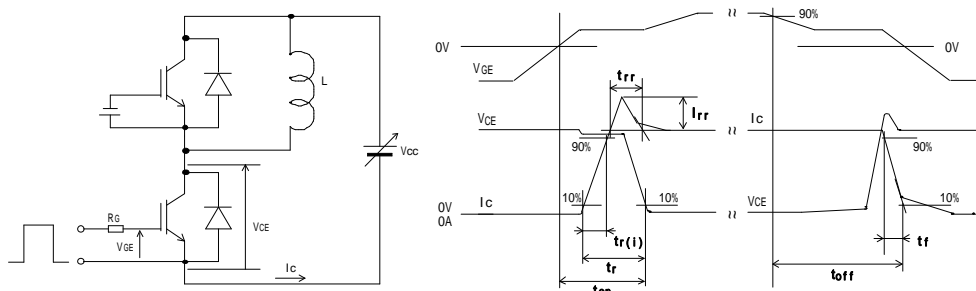 L
Vcc
RG
VGE
VCE
Ic
0V
VGE
90%
0V
trr
Irr
VCE
90%
Ic
90%
10%
10%
0V
0A
Ic
VCE
10%
tr(i)
tr
ton
tf
toff